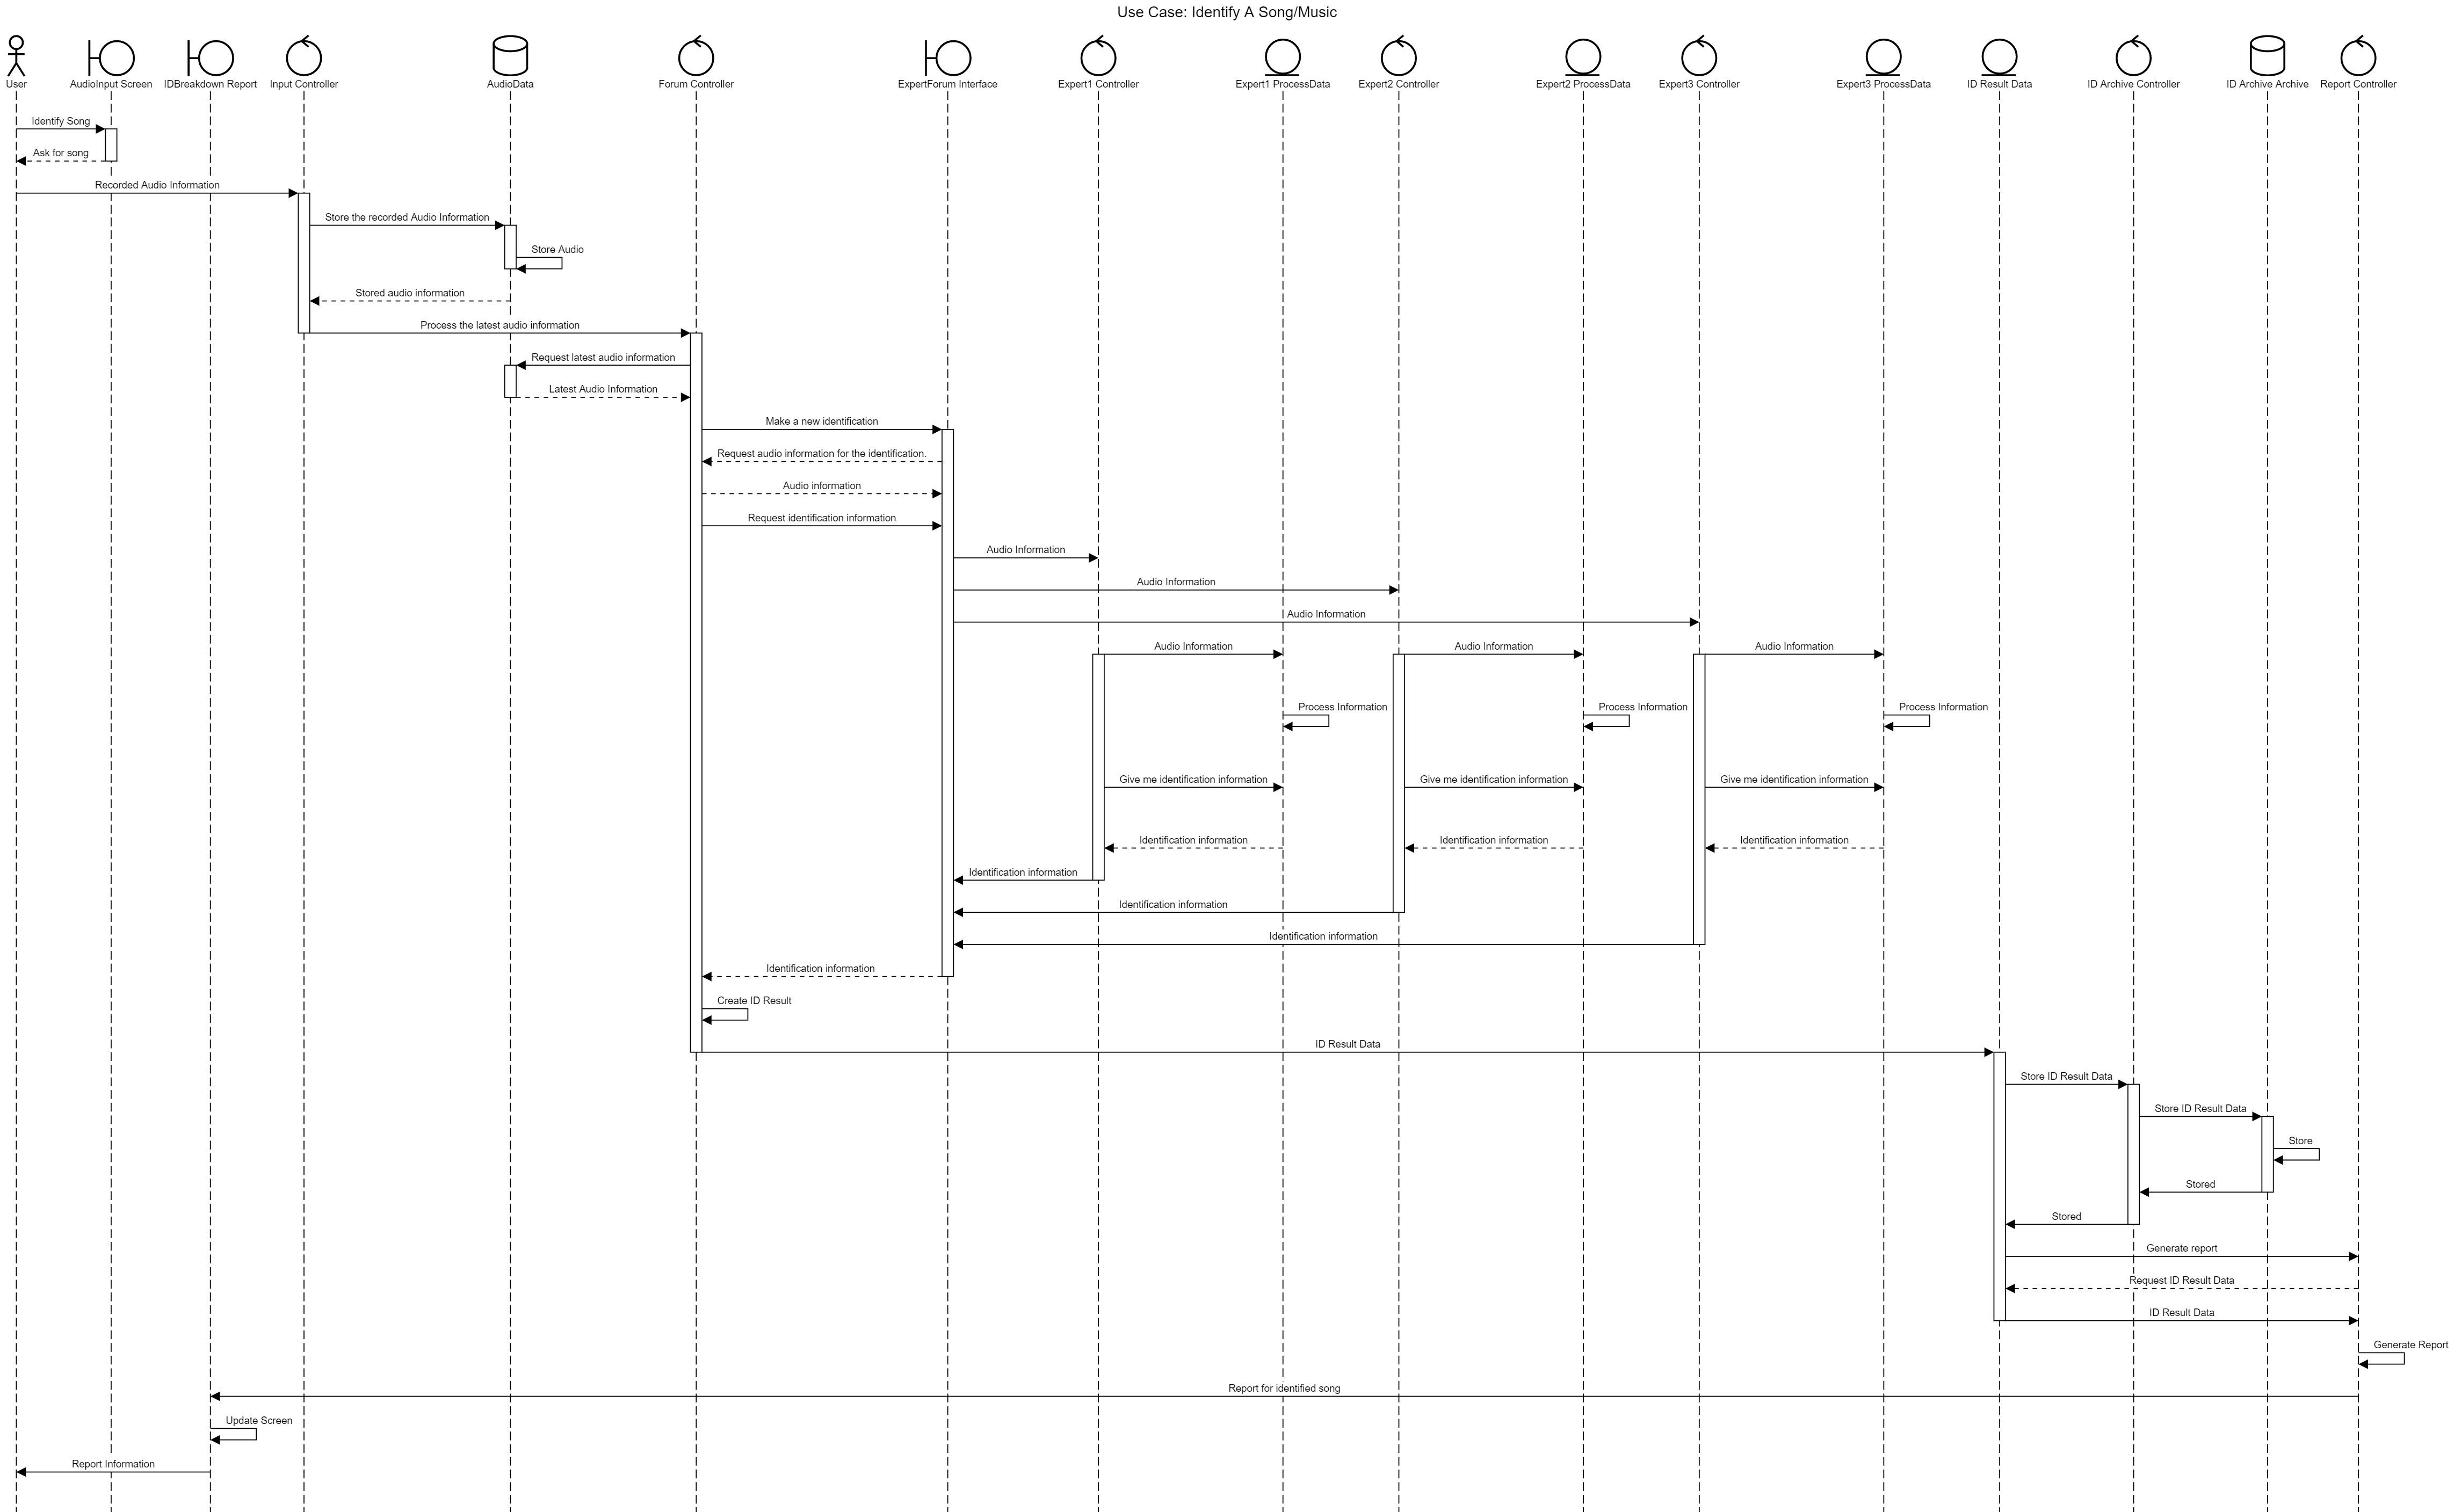 Use Case: Identify A Song/Music
User
AudioInput Screen
IDBreakdown Report
Input Controller
AudioData
Forum Controller
ExpertForum Interface
Expert1 Controller
Expert1 ProcessData
Expert2 Controller
Expert2 ProcessData
Expert3 Controller
Expert3 ProcessData
ID Result Data
ID Archive Controller
ID Archive Archive
Report Controller
Identify Song
Ask for song
Recorded Audio Information
Store the recorded Audio Information
Store Audio
Stored audio information
Process the latest audio information
Request latest audio information
Latest Audio Information
Make a new identification
Request audio information for the identification.
Audio information
Request identification information
Audio Information
Audio Information
Audio Information
Audio Information
Audio Information
Audio Information
Process Information
Process Information
Process Information
Give me identification information
Give me identification information
Give me identification information
Identification information
Identification information
Identification information
Identification information
Identification information
Identification information
Identification information
Create ID Result
ID Result Data
Store ID Result Data
Store ID Result Data
Store
Stored
Stored
Generate report
Request ID Result Data
ID Result Data
Generate Report
Report for identified song
Update Screen
Report Information